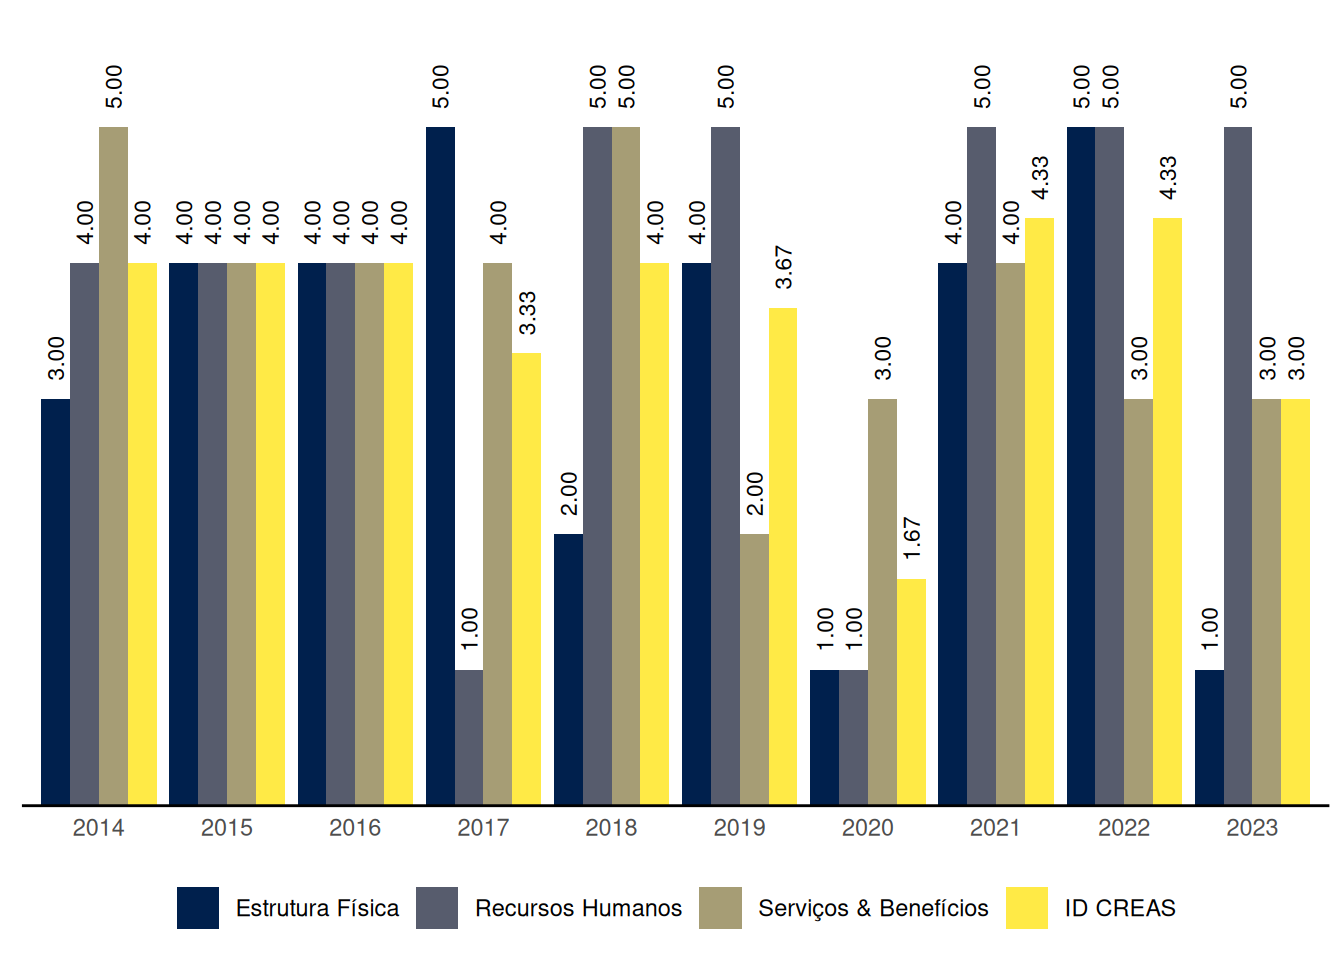 3.00 4.00 5.00 4.00 4.00 4.00 4.00 4.00 4.00 4.00 4.00 4.00 5.00 1.00 4.00 3.33 2.00 5.00 5.00 4.00 4.00 5.00 2.00 3.67 1.00 1.00 3.00 1.67 4.00 5.00 4.00 4.33 5.00 5.00 3.00 4.33 1.00 5.00 3.00 3.00
2014 2015 2016 2017 2018 2019 2020 2021 2022 2023
Estrutura Física Recursos Humanos Serviços & Benefícios ID CREAS